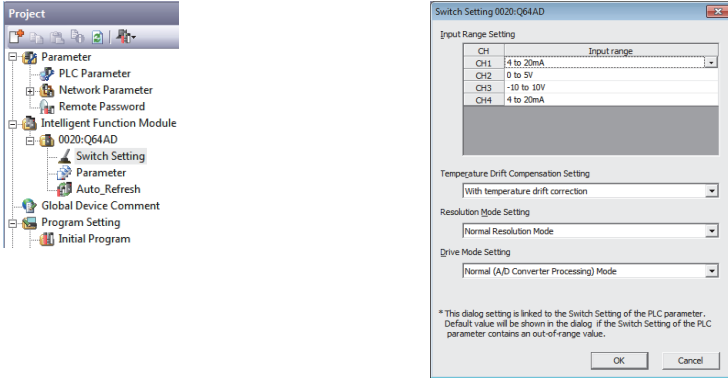 Project
Parameter
PLC Parameter
Network Parameter
Remote Password
Intelligent Function Module
0020:Q64AD
Switch Setting
Parameter
Auto_Refresh
Global Device Comment
Program Setting
Initial Program
Switch Setting 0020:Q64AD
Input Range Setting
CH Input range
CH1 4 to 20mA
CH2 0 to 5V
CH3 -10 to 10V
CH4 4 to 20mA
Temperature Drift Compensation Setting
With temperature drift correction
Resolution Mode Setting
Normal Resolution Mode
Drive Mode Setting
Normal (A/D Converter Processing) Mode
* This dialog setting is linked to the Switch Setting of the PLC parameter.
Default value will be shown in the dialog if the Switch Setting of the PLC
parameter contains an out-of-range value.
OK Cancel